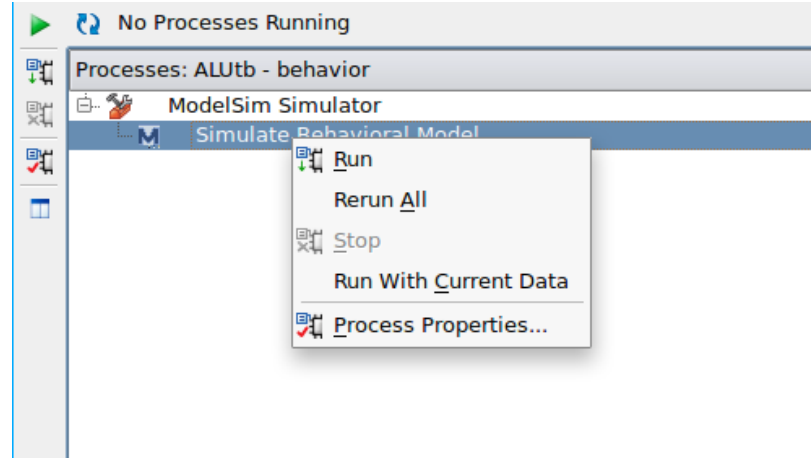 No Processes Running
Processes: ALUtb - behavior
ModelSim Simulator
Simulate Behavioral Model
Run
Rerun All
Stop
Run With Current Data
Process Properties...